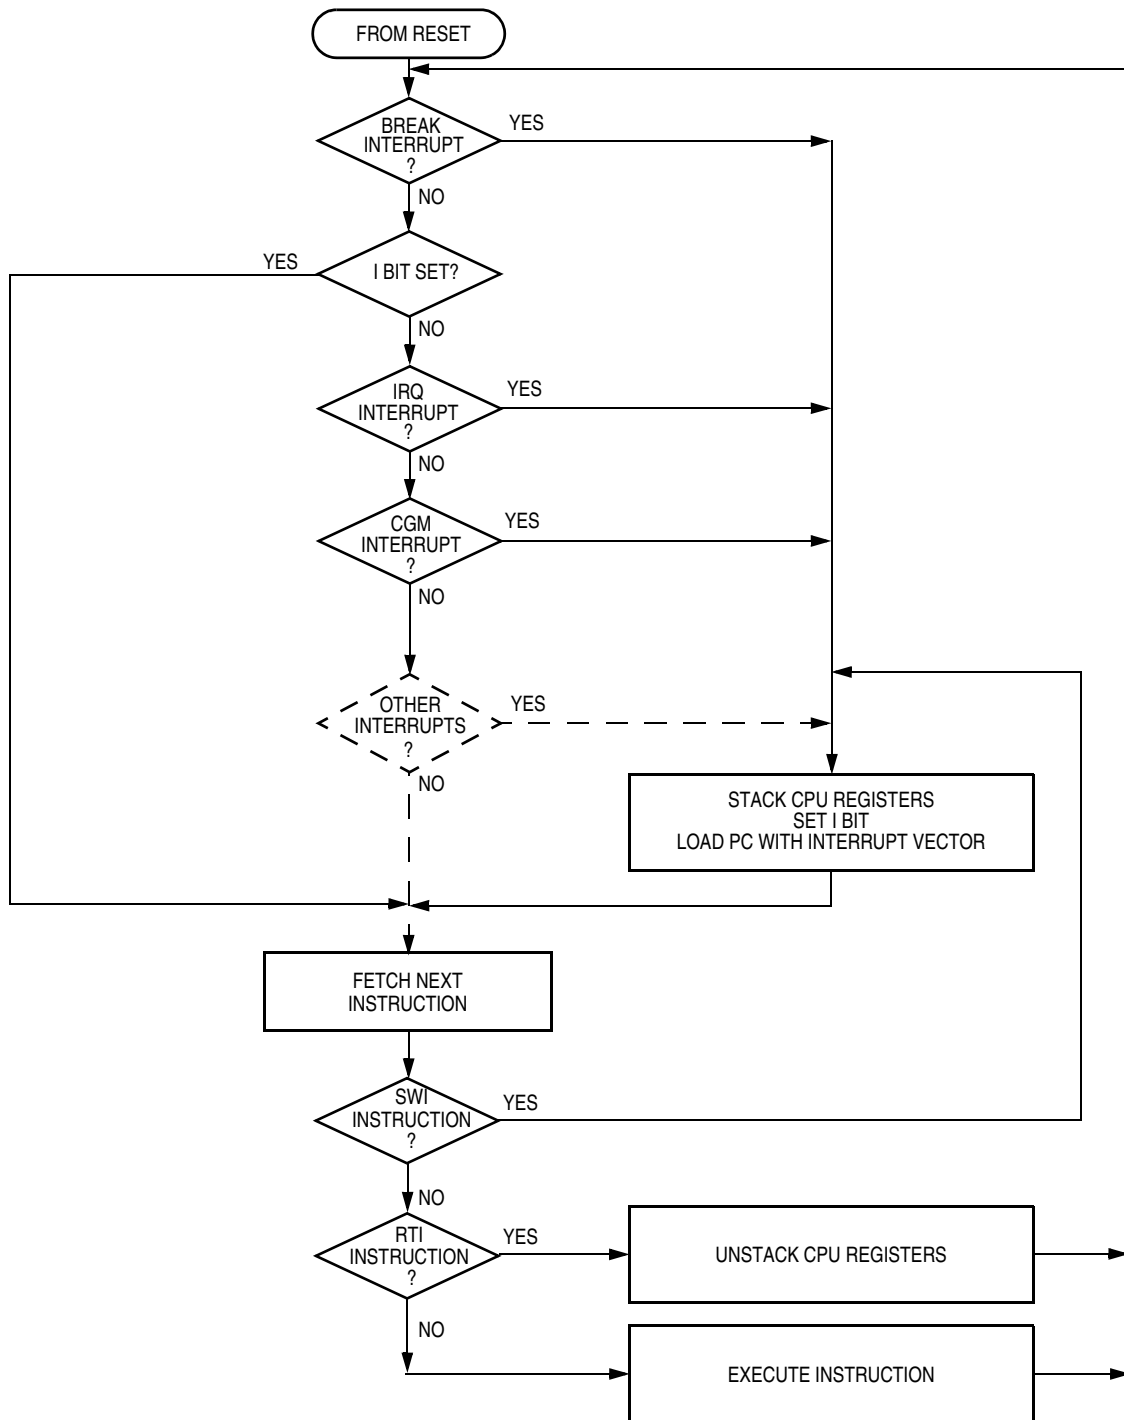 FROM RESET
BREAK
INTERRUPT
?
YES
NO
I BIT SET?
YES
NO
IRQ
INTERRUPT
?
YES
NO
CGM
INTERRUPT
?
YES
NO
OTHER
INTERRUPTS
?
YES
NO
STACK CPU REGISTERS
SET I BIT
LOAD PC WITH INTERRUPT VECTOR
FETCH NEXT
INSTRUCTION
SWI
INSTRUCTION
?
YES
NO
RTI
INSTRUCTION
?
YES
UNSTACK CPU REGISTERS
NO
EXECUTE INSTRUCTION